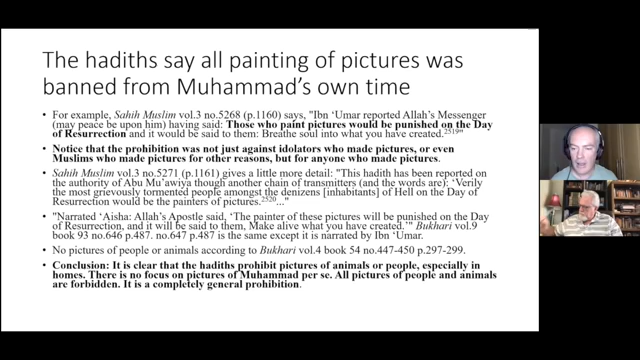 The hadiths say all painting of pictures was
banned from Muhammad's own time
• For example, Sahih Muslim vol.3 no.5268 (p.1160) says, "Ibn 'Umar reported Allah's Messenger
(may peace be upon him) having said: Those who paint pictures would be punished on the Day
of Resurrection and it would be said to them: Breathe soul into what you have created.2519"
• Notice that the prohibition was not just against idolators who made pictures, or even
Muslims who made pictures for other reasons, but for anyone who made pictures.
• Sahih Muslim vol.3 no.5271 (p.1161) gives a little more detail: "This hadith has been reported on
the authority of Abu Mu'awiya though another chain of transmitters (and the words are): 'Verily
the most grievously tormented people amongst the denizens [inhabitants] of Hell on the Day of
Resurrection would be the painters of pictures.2520..."
• "Narrated 'Aisha: Allah's Apostle said, 'The painter of these pictures will be punished on the Day
of Resurrection, and it will be said to them, Make alive what you have created.'" Bukhari vol.9
book 93 no.646 p.487. no.647 p.487 is the same except it is narrated by Ibn 'Umar.
• No pictures of people or animals according to Bukhari vol.4 book 54 no.447-450 p.297-299.
• Conclusion: It is clear that the hadiths prohibit pictures of animals or people, especially in
homes. There is no focus on pictures of Muhammad per se. All pictures of people and animals
are forbidden. It is a completely general prohibition.